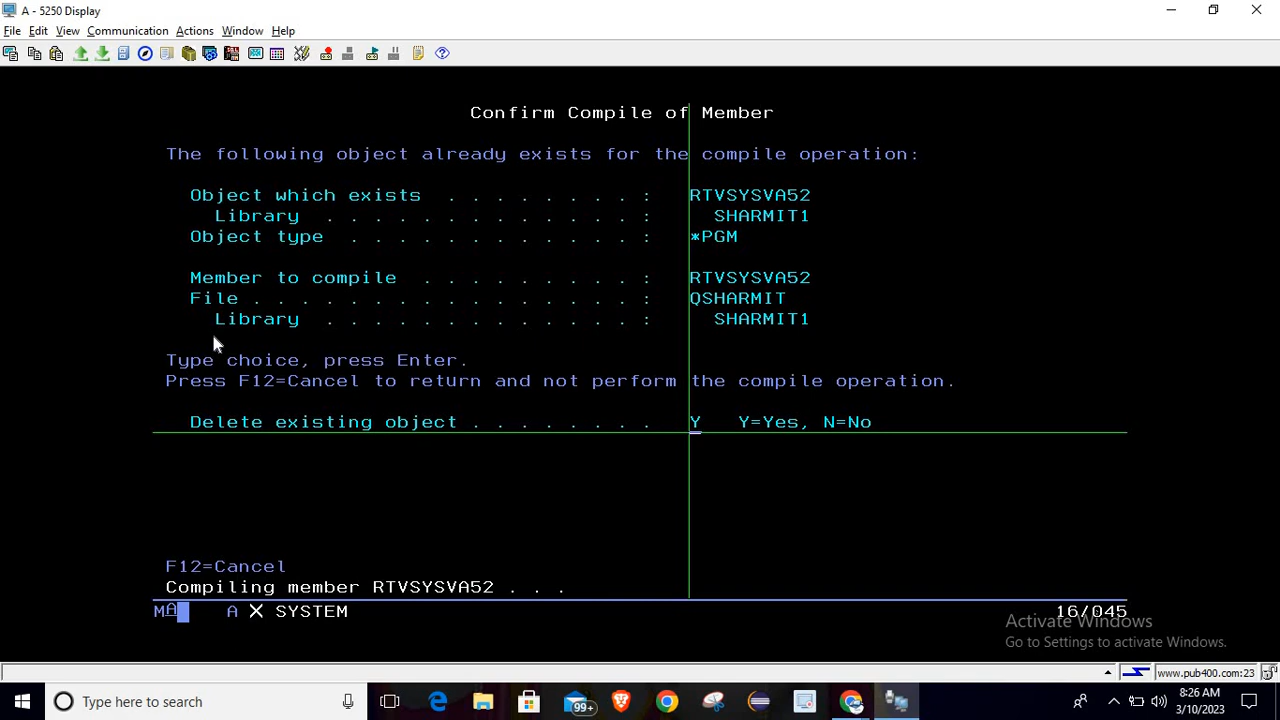 A - 5250 Display
File Edit View Communication Actions Window Help
Confirm Compile of Member
The following object already exists for the compile operation:
Object which exists . . . . . . . . . : RTVSYSVA52
Library . . . . . . . . . . . . . . : SHARMIT1
Object type . . . . . . . . . . . . . : *PGM
Member to compile . . . . . . . . . . : RTVSYSVA52
File . . . . . . . . . . . . . . . . . : QSHARMIT
Library . . . . . . . . . . . . . . : SHARMIT1
Type choice, press Enter.
Press F12=Cancel to return and not perform the compile operation.
Delete existing object . . . . . . . . Y Y=Yes, N=No
F12=Cancel
Compiling member RTVSYSVA52 . . .
MA A X SYSTEM 16/045
Activate Windows
Go to Settings to activate Windows.
www.pub400.com:23
Type here to search
99+
8:26 AM
3/10/2023